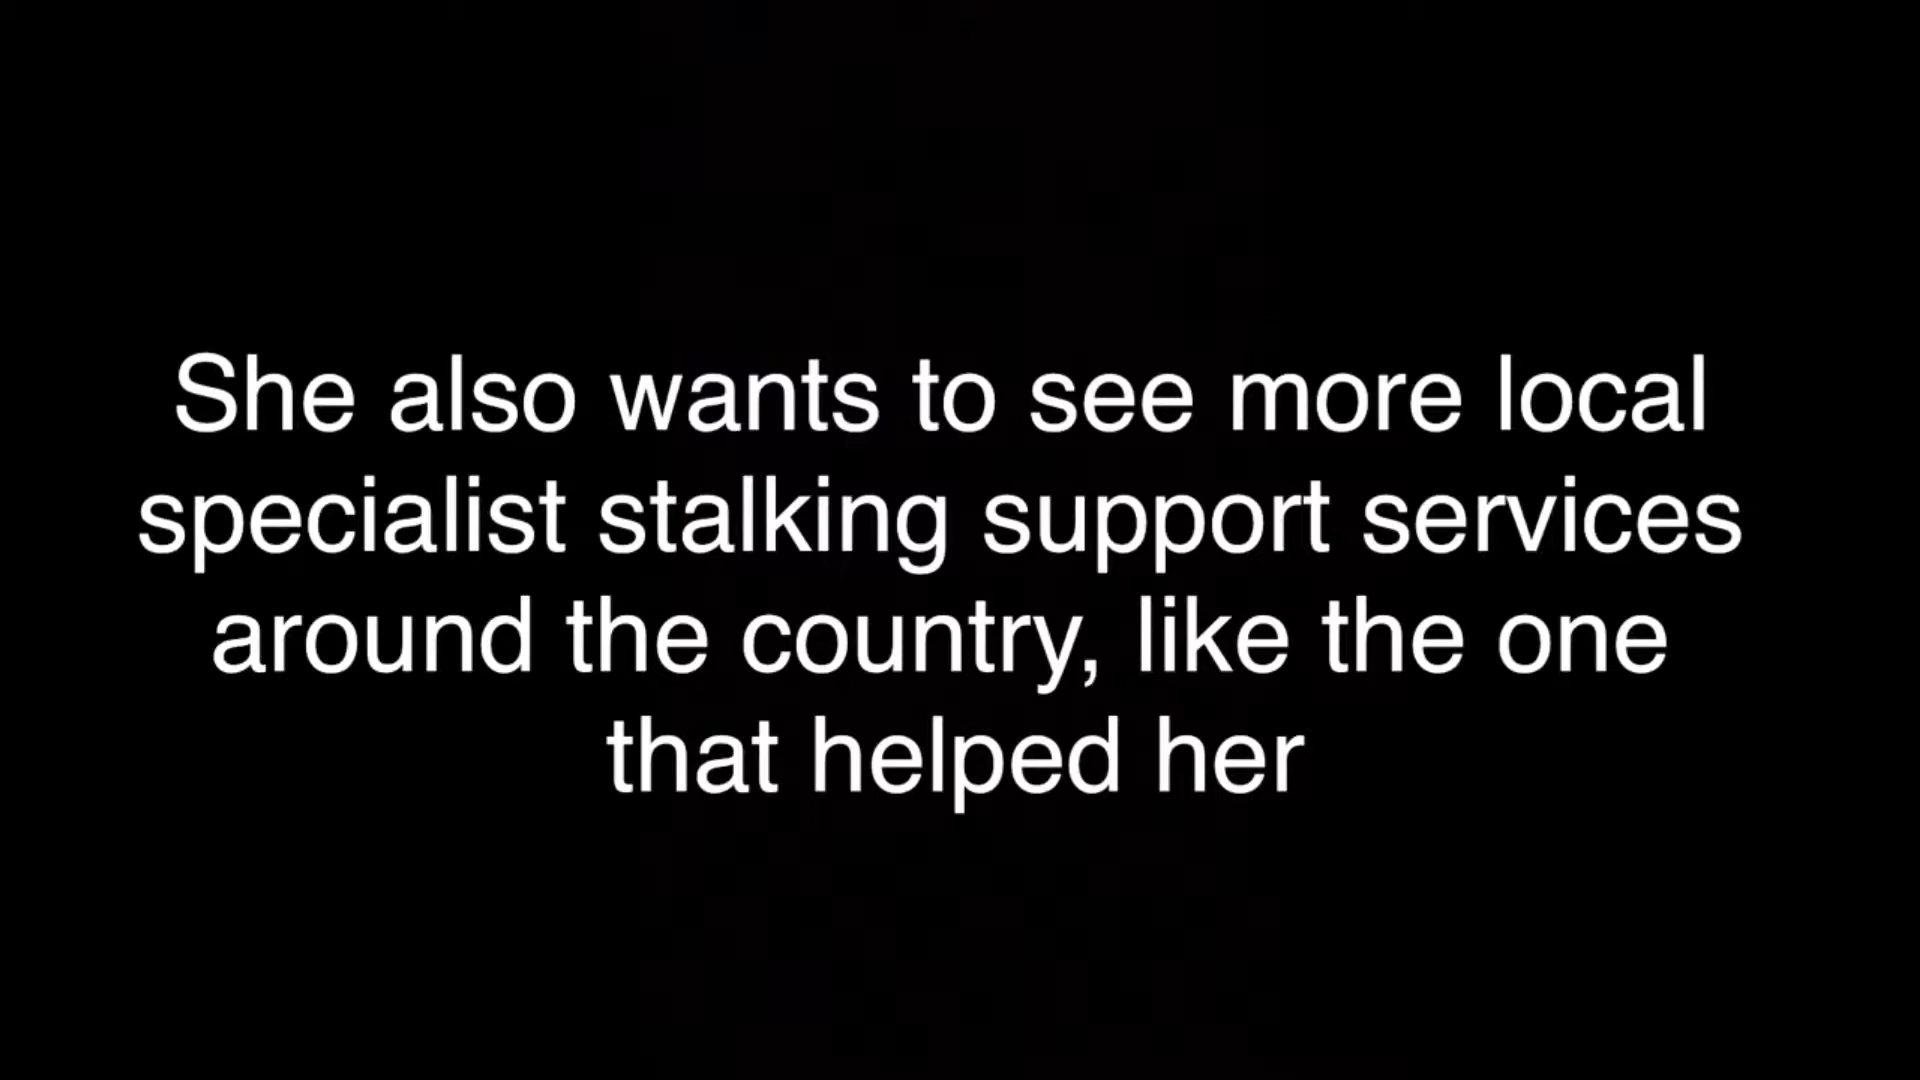 She also wants to see more local
specialist stalking support services
around the country, like the one
that helped her